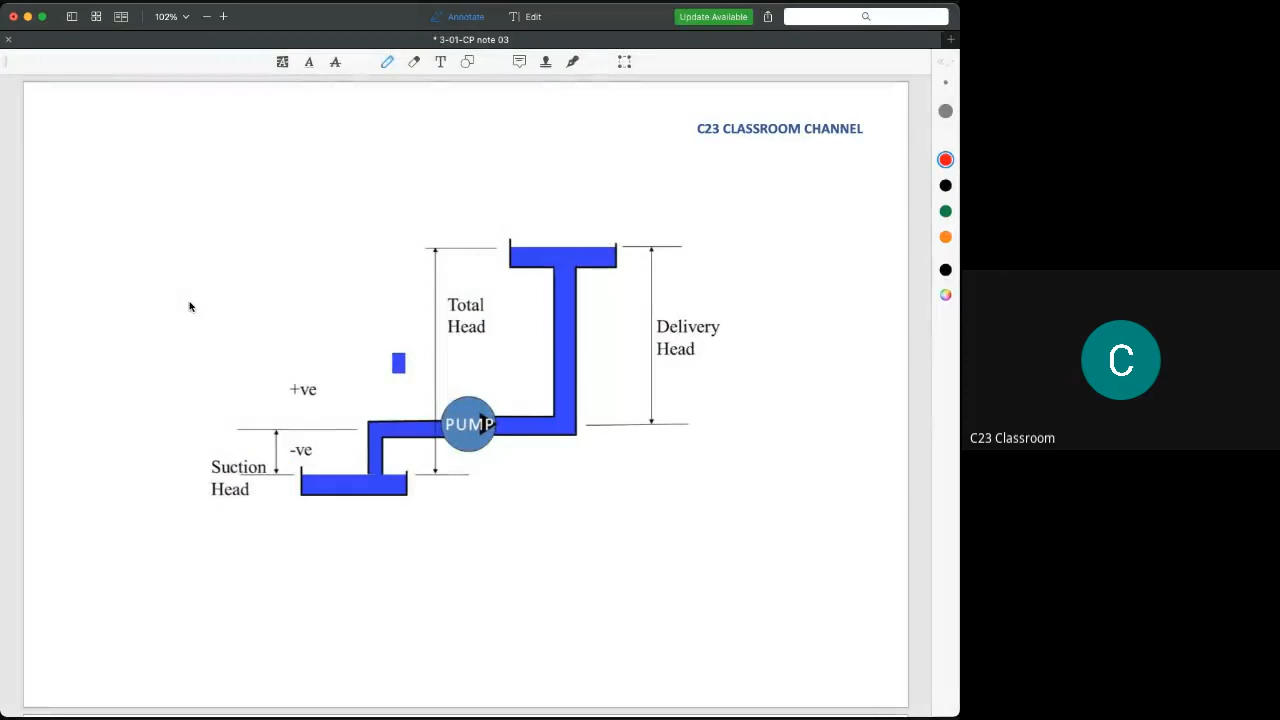 102%
Annotate
Edit
Update Available
* 3-01-CP note 03
C23 CLASSROOM CHANNEL
Total
Head
Delivery
Head
+ve
PUMP
-ve
Suction
Head
C
C23 Classroom